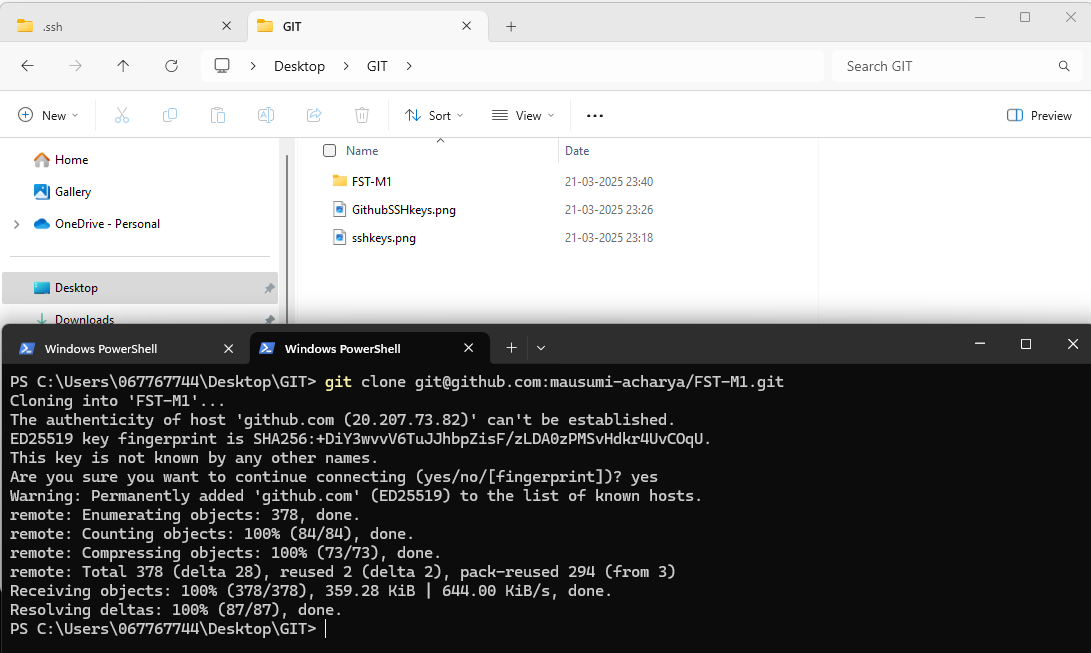 .ssh
GIT
Desktop
GIT
Search GIT
New
Sort
View
Preview
Home
Gallery
OneDrive - Personal
Desktop
Downloads
Name Date
FST-M1 21-03-2025 23:40
GithubSSHkeys.png 21-03-2025 23:26
sshkeys.png 21-03-2025 23:18
Windows PowerShell
Windows PowerShell
PS C:\Users\067767744\Desktop\GIT> git clone git@github.com:mausumi-acharya/FST-M1.git
Cloning into 'FST-M1'...
The authenticity of host 'github.com (20.207.73.82)' can't be established.
ED25519 key fingerprint is SHA256:+DiY3wvvV6TuJJhbpZisF/zLDA0zPMSvHdkr4UvCOqU.
This key is not known by any other names.
Are you sure you want to continue connecting (yes/no/[fingerprint])? yes
Warning: Permanently added 'github.com' (ED25519) to the list of known hosts.
remote: Enumerating objects: 378, done.
remote: Counting objects: 100% (84/84), done.
remote: Compressing objects: 100% (73/73), done.
remote: Total 378 (delta 28), reused 2 (delta 2), pack-reused 294 (from 3)
Receiving objects: 100% (378/378), 359.28 KiB | 644.00 KiB/s, done.
Resolving deltas: 100% (87/87), done.
PS C:\Users\067767744\Desktop\GIT>